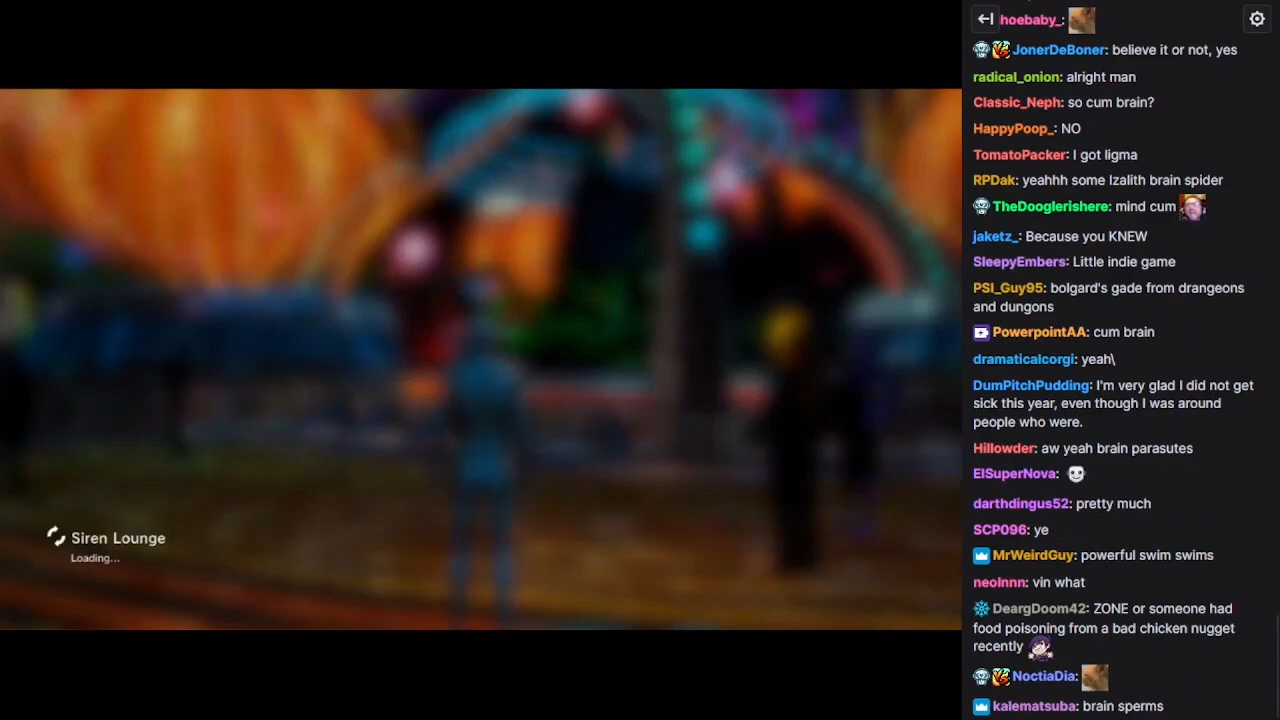 hoebaby_:
JonerDeBoner: believe it or not, yes
radical_onion: alright man
Classic_Neph: so cum brain?
HappyPoop_: NO
TomatoPacker: I got ligma
RPDak: yeahhh some Izalith brain spider
TheDooglerishere: mind cum
jaketz_: Because you KNEW
SleepyEmbers: Little indie game
PSI_Guy95: bolgard's gade from drangeons
and dungons
PowerpointAA: cum brain
dramaticalcorgi: yeah\
DumPitchPudding: I'm very glad I did not get
sick this year, even though I was around
people who were.
Hillowder: aw yeah brain parasutes
ElSuperNova:
darthdingus52: pretty much
SCP096: ye
MrWeirdGuy: powerful swim swims
neolnnn: vin what
DeargDoom42: ZONE or someone had
food poisoning from a bad chicken nugget
recently
NoctiaDia:
kalematsuba: brain sperms
Siren Lounge
Loading...